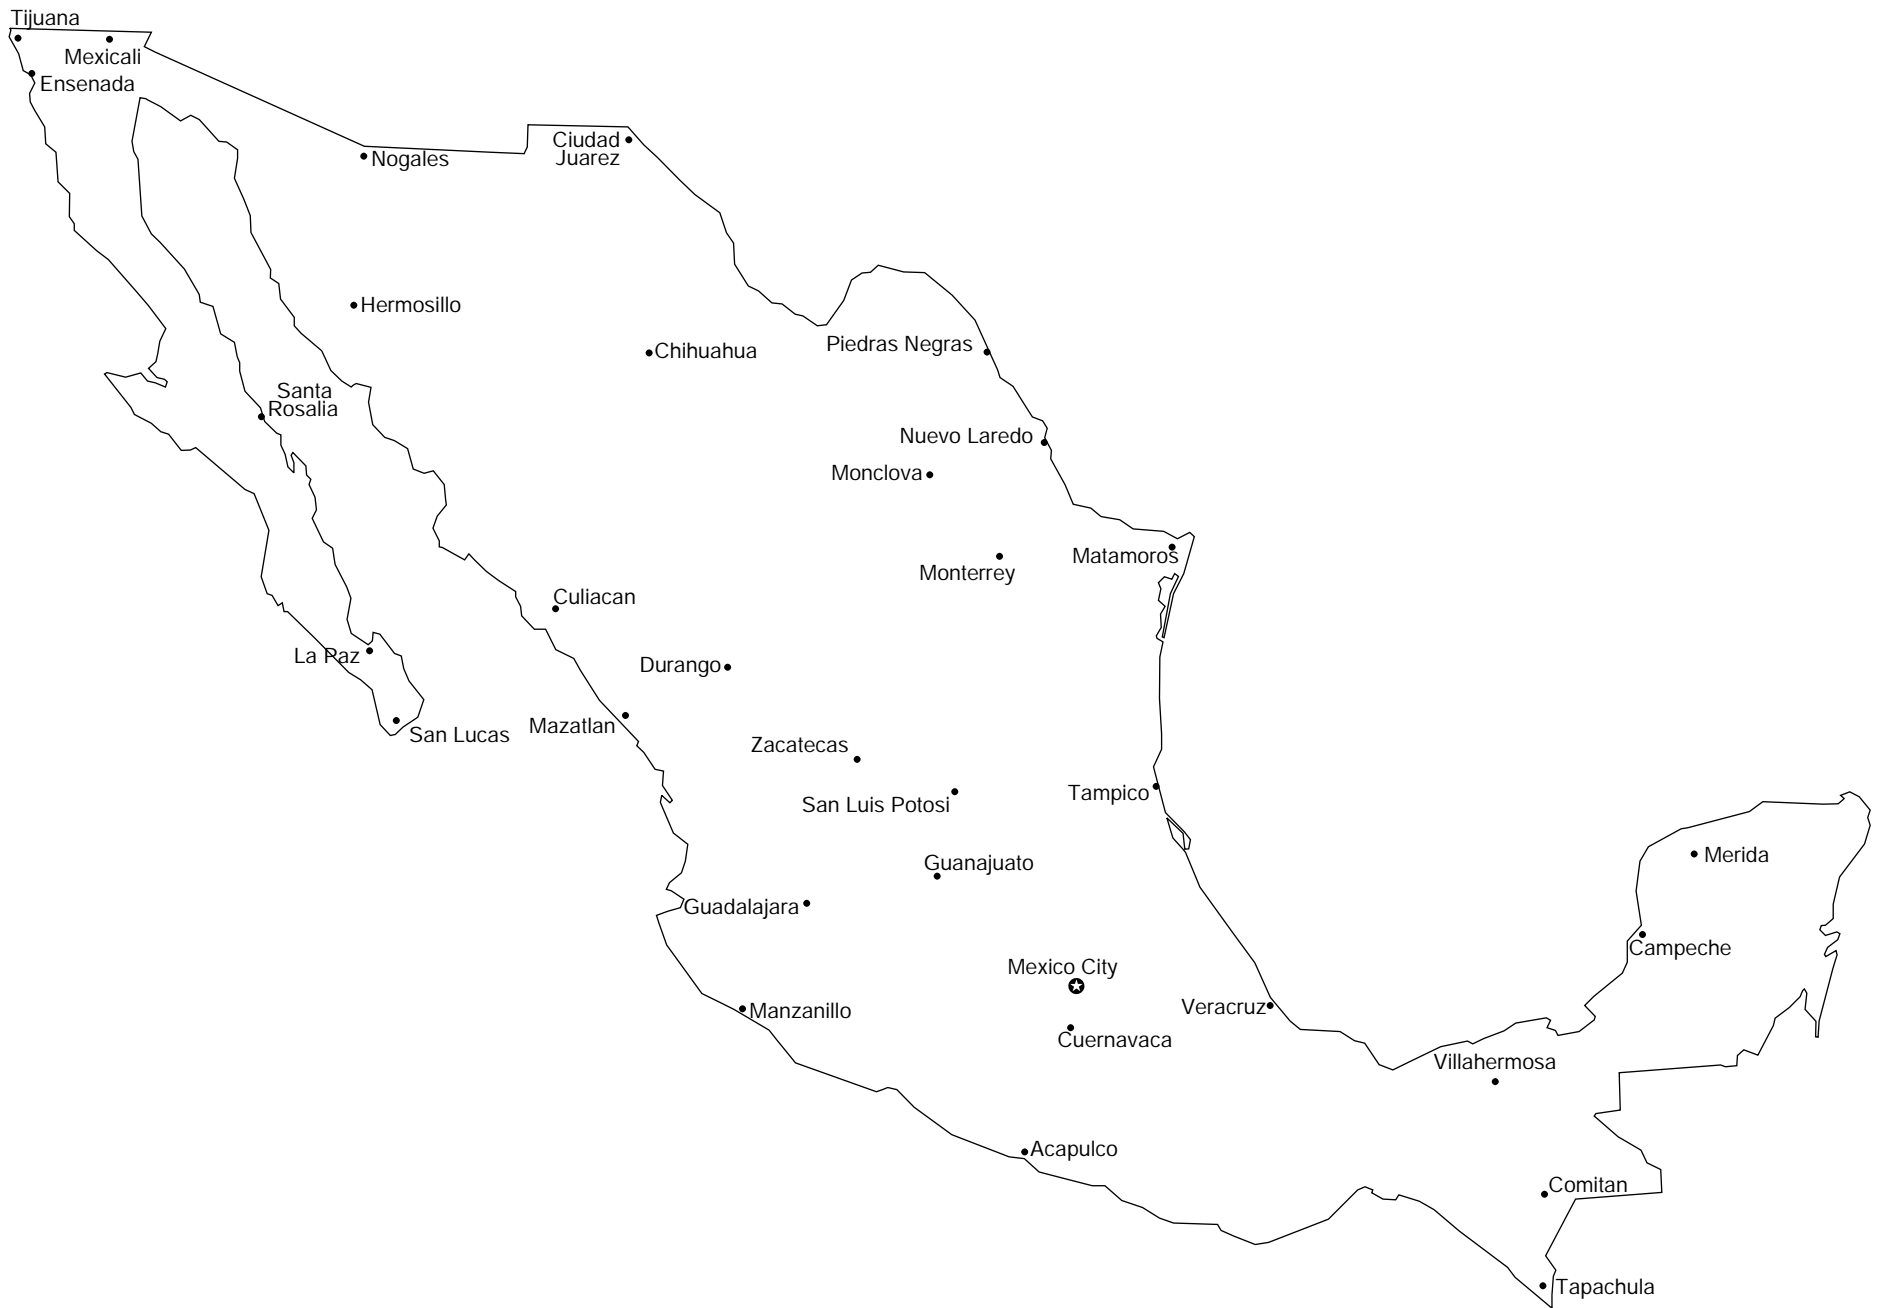 Tijuana
Mexicali
Ensenada
Ciudad
Juarez
Nogales
Hermosillo
Piedras Negras
Chihuahua
Santa
Rosalia
Nuevo Laredo
Monclova
Matamoros
Monterrey
Culiacan
La Paz
Durango
Mazatlan
San Lucas
Zacatecas
Tampico
San Luis Potosi
Merida
Guanajuato
Guadalajara
Campeche
Mexico City
Veracruz
Manzanillo
Cuernavaca
Villahermosa
Acapulco
Comitan
Tapachula